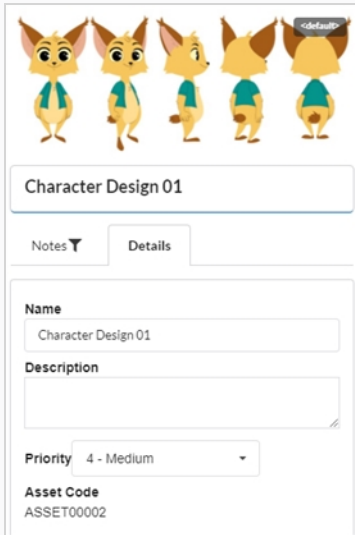 <default>
Character Design 01
Notes Details
Name
Character Design 01
Description
Priority 4 - Medium
Asset Code
ASSET00002